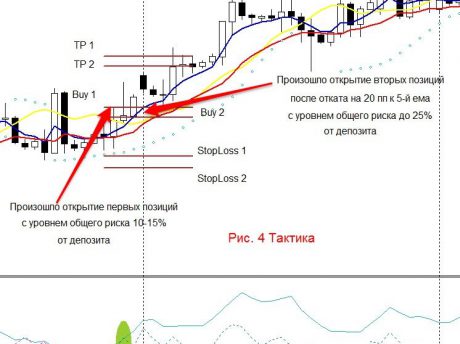 TP 1
TP 2
Buy 1
Произошло открытие вторых позиций
после отката на 20 пп к 5-й ема
с уровнем общего риска до 25%
от депозита
Buy 2
StopLoss 1
StopLoss 2
Произошло открытие первых позиций
с уровнем общего риска 10-15%
от депозита
Рис. 4 Тактика